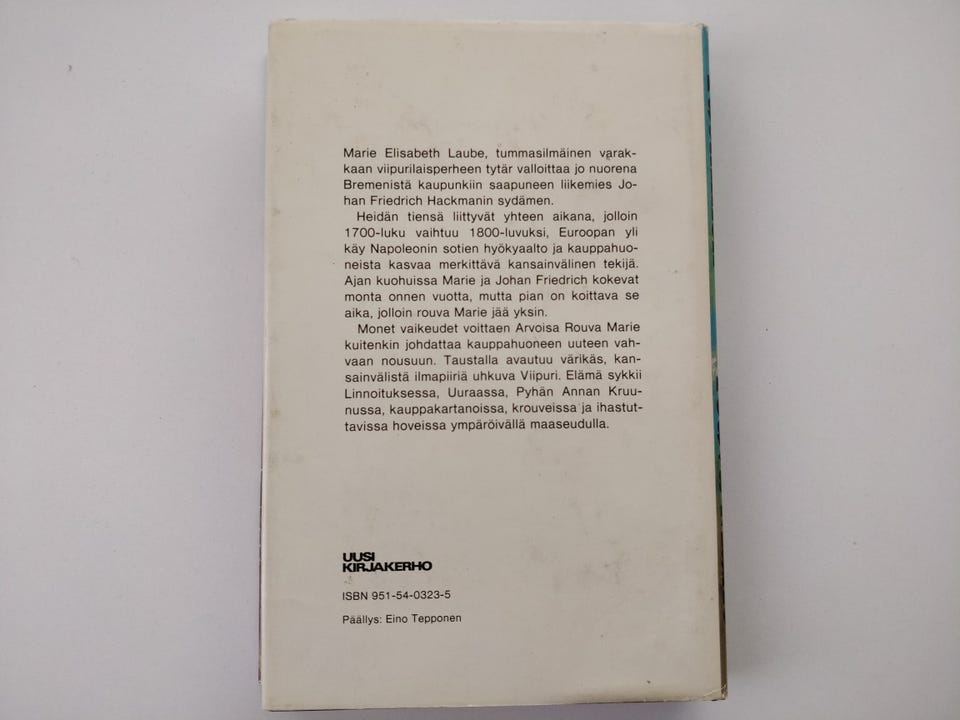 Marie Elisabeth Laube, tummasilmäinen varak-
kaan viipurilaisperheen tytär valloittaa jo nuorena
Bremenistä kaupunkiin saapuneen liikemies Jo-
han Friedrich Hackmanin sydämen.
Heidän tiensä liittyvät yhteen aikana, jolloin
1700-luku vaihtuu 1800-luvuksi, Euroopan yli
käy Napoleonin sotien hyökyaalto ja kauppahuo-
neista kasvaa merkittävä kansainvälinen tekijä.
Ajan kuohuissa Marie ja Johan Friedrich kokevat
monta onnen vuotta, mutta pian on koittava se
aika, jolloin rouva Marie jää yksin.
Monet vaikeudet voittaen Arvoisa Rouva Marie
kuitenkin johdattaa kauppahuoneen uuteen vah-
vaan nousuun. Taustalla avautuu värikäs, kan-
sainvälistä ilmapiiriä uhkuva Viipuri. Elämä sykkii
Linnoituksessa, Uuraassa, Pyhän Annan Kruu-
nussa, kauppakartanoissa, krouveissa ja ihastut-
tavissa hoveissa ympäröivällä maaseudulla.
UUSI
KIRJAKERHO
ISBN 951-54-0323-5
Päällys: Eino Tepponen